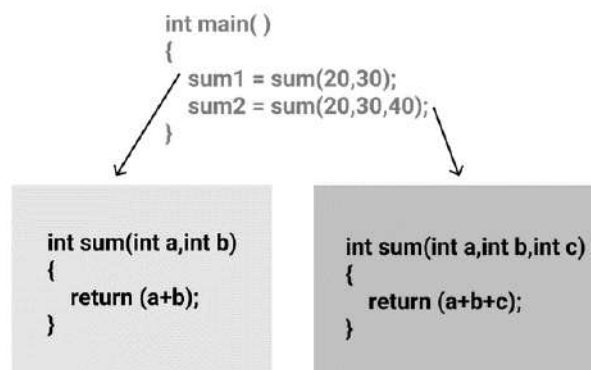 int main( )
{
sum1 = sum(20,30);
sum2 = sum(20,30,40);
}
int sum(int a,int b)
{
return (a+b);
}
int sum(int a,int b,int c)
{
return (a+b+c);
}